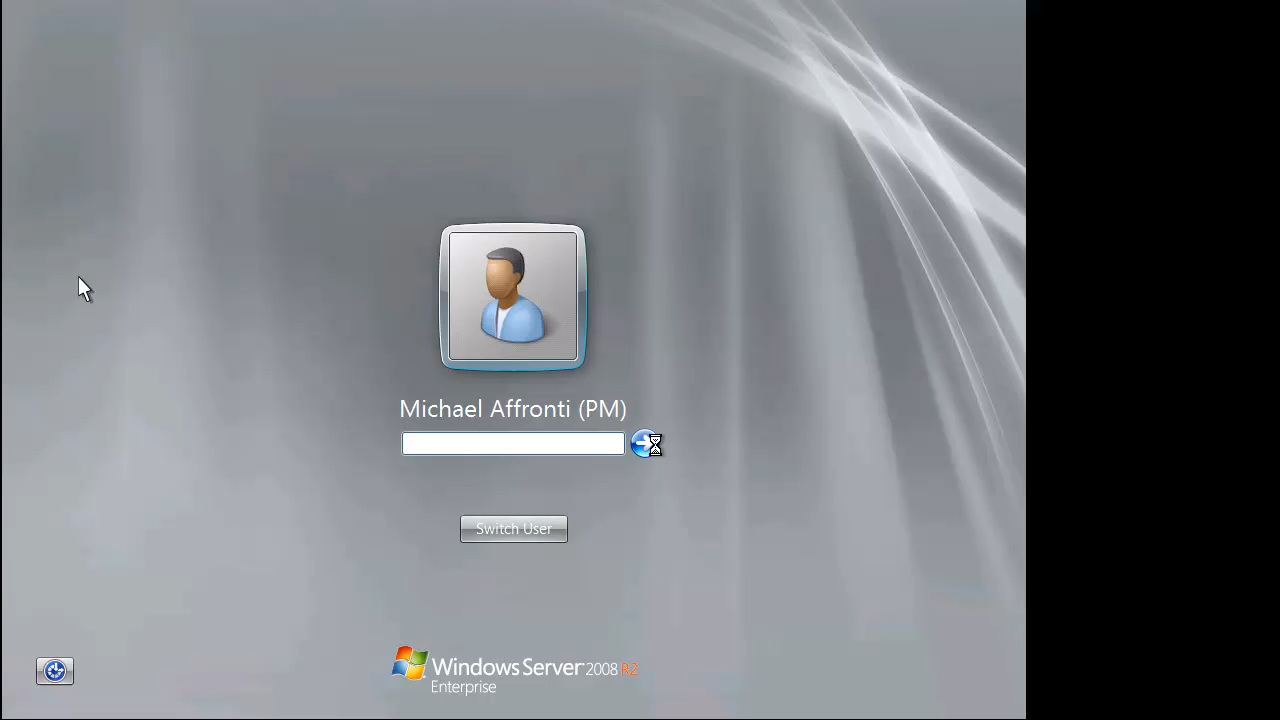 Michael Affronti (PM)
Switch User
Windows Server 2008 R2
Enterprise